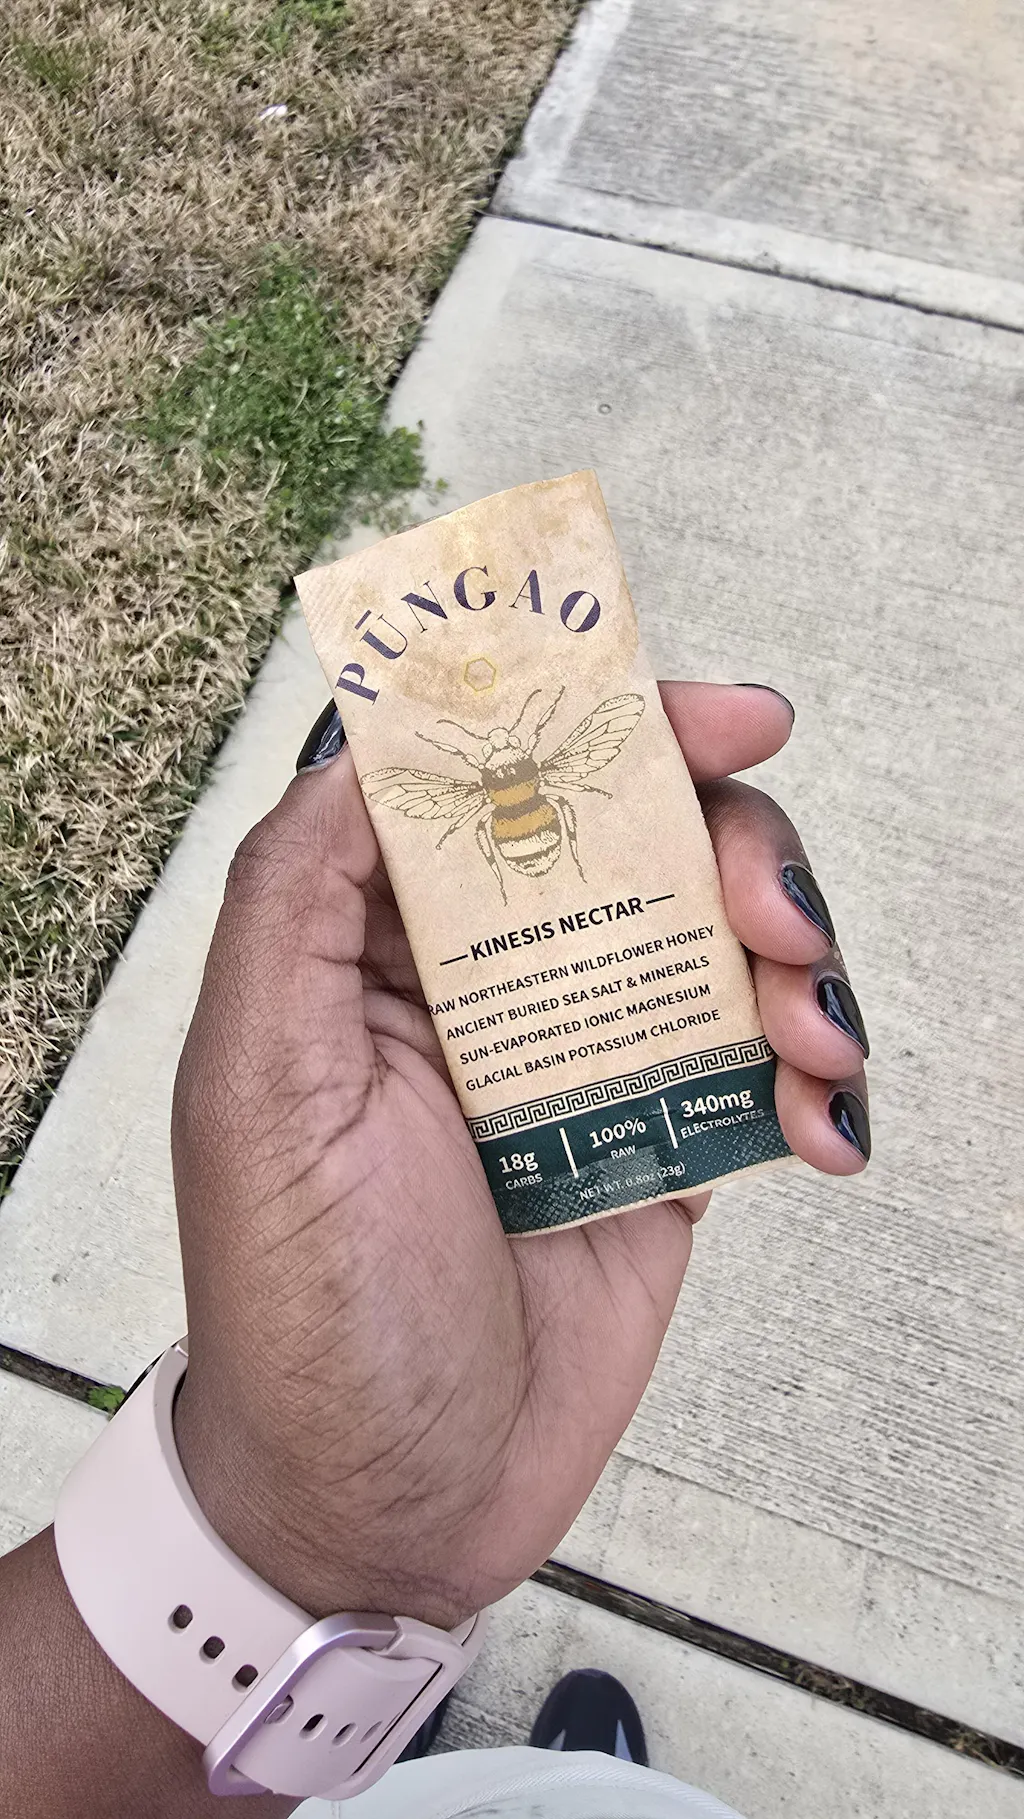 PŪNGAO
—KINESIS NECTAR—
RAW NORTHEASTERN WILDFLOWER HONEY
ANCIENT BURIED SEA SALT & MINERALS
SUN-EVAPORATED IONIC MAGNESIUM
GLACIAL BASIN POTASSIUM CHLORIDE
18g | 100% | 340mg
CARBS RAW ELECTROLYTES
NET WT. 0.8oz (23g)